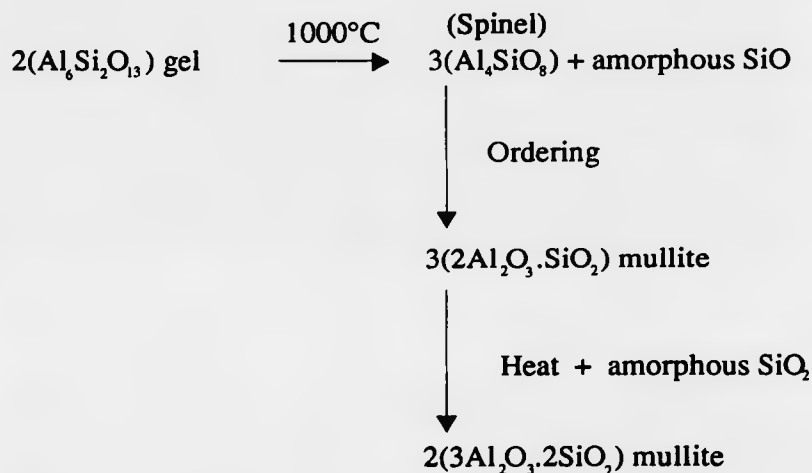 (Spinel)
2(Al₆Si₂O₁₃) gel 1000°C 3(Al₄SiO₈) + amorphous SiO
Ordering
3(2Al₂O₃.SiO₂) mullite
Heat + amorphous SiO₂
2(3Al₂O₃.2SiO₂) mullite